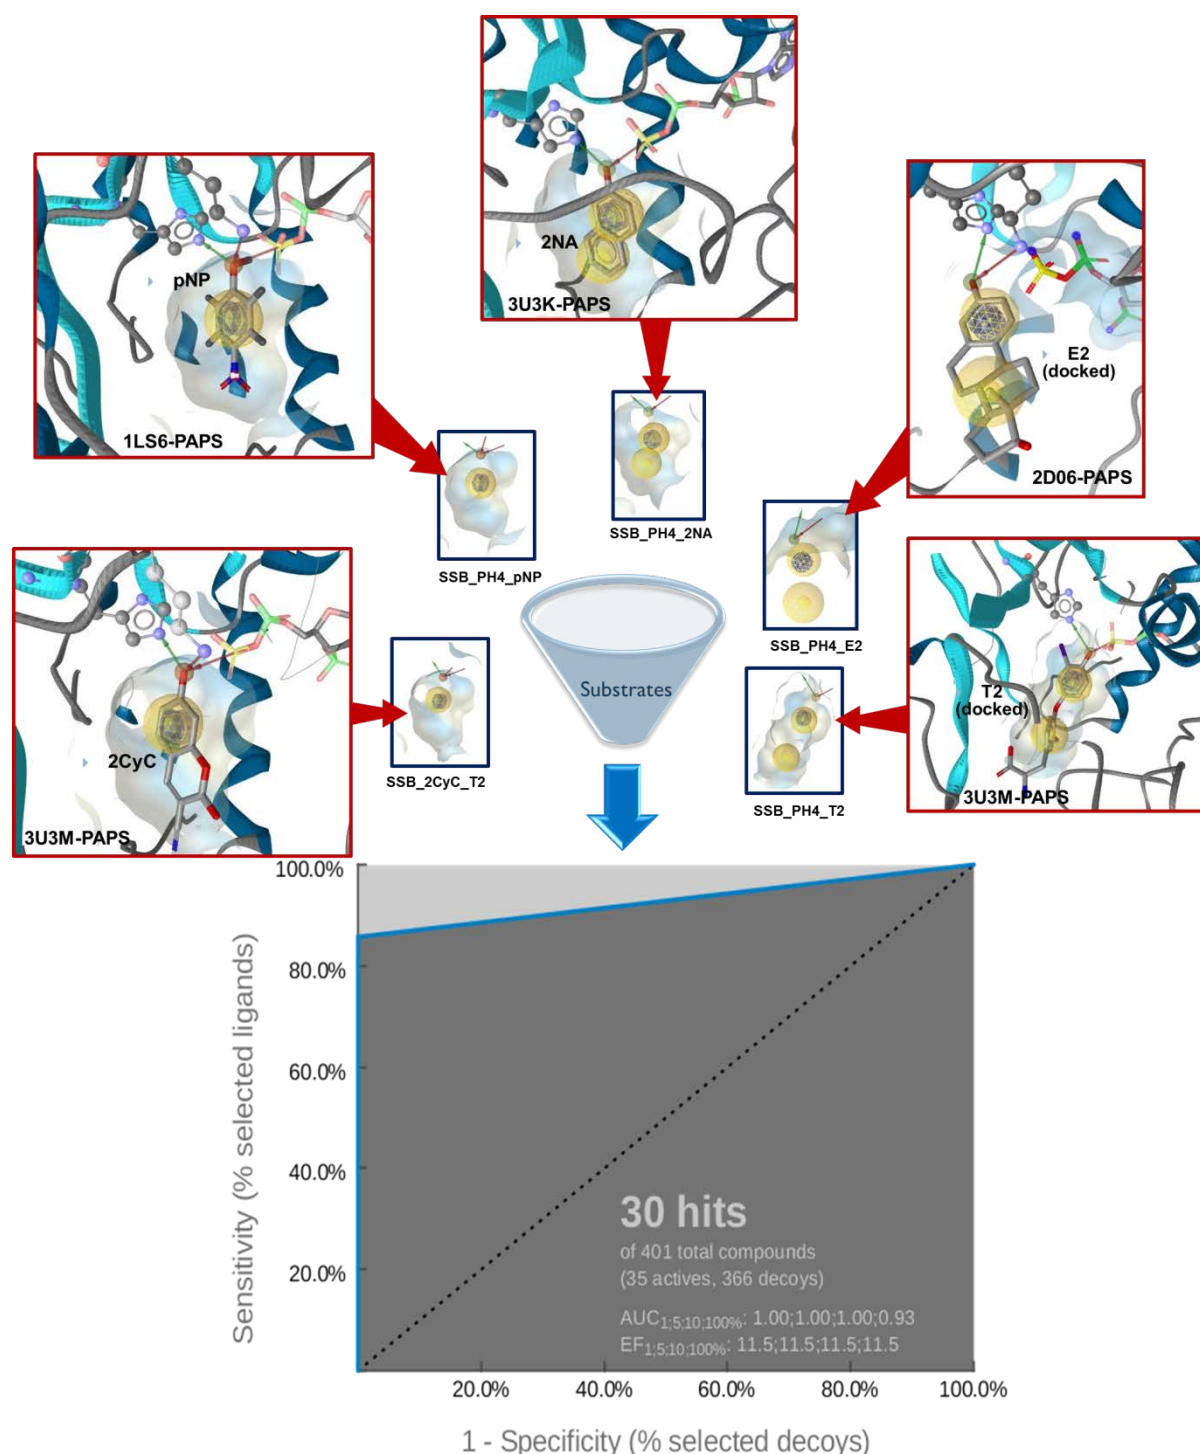 2NA
3U3K-PAPS
pNP
1LS6-PAPS
E2
(docked)
2D06-PAPS
SSB_PH4_pNP
SSB_PH4_2NA
SSB_PH4_E2
2CyC
3U3M-PAPS
SSB_2CyC_T2
Substrates
SSB_PH4_T2
T2
(docked)
3U3M-PAPS
Sensitivity (% selected ligands)
100.0%
80.0%
60.0%
40.0%
20.0%
30 hits
of 401 total compounds
(35 actives, 366 decoys)
AUC1;5;10;100%: 1.00;1.00;1.00;0.93
EF1;5;10;100%: 11.5;11.5;11.5;11.5
20.0% 40.0% 60.0% 80.0% 100.0%
1 - Specificity (% selected decoys)